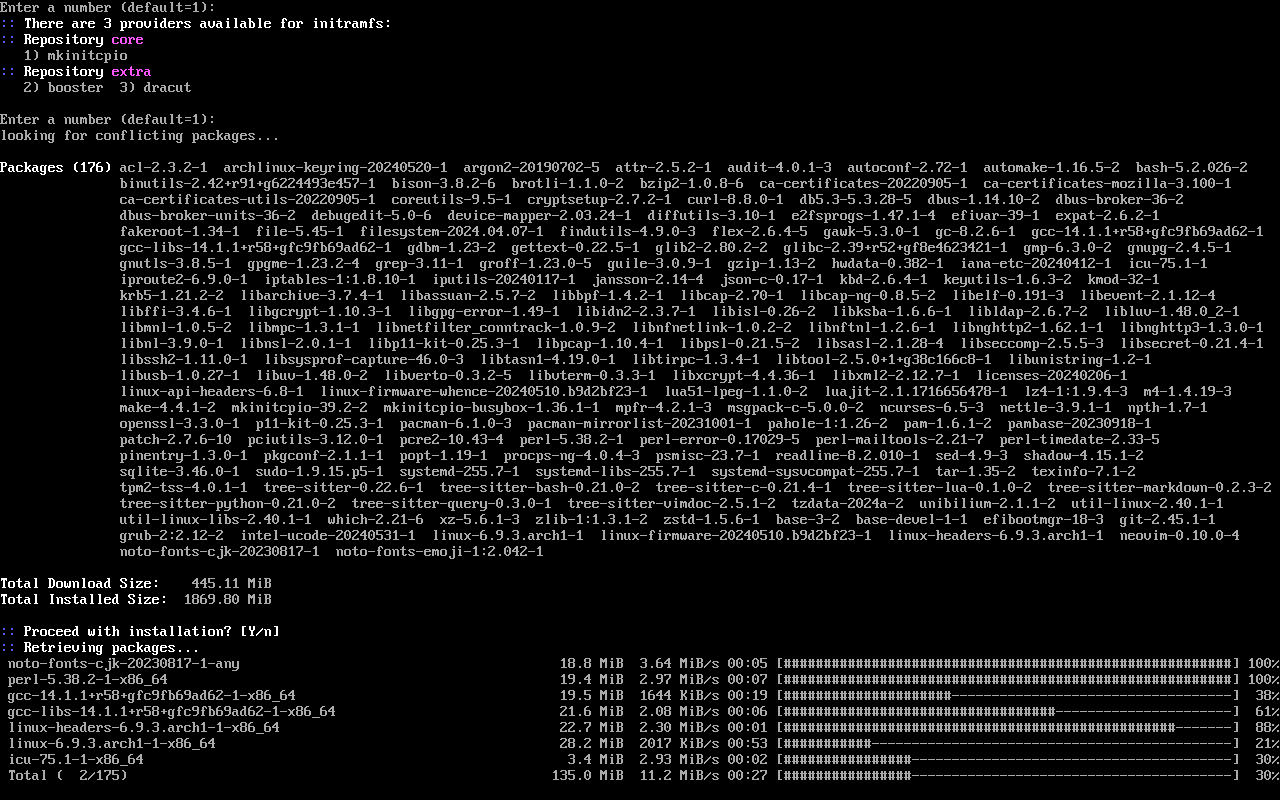 Enter a number (default=1):
:: There are 3 providers available for initramfs:
:: Repository core
   1) mkinitcpio
:: Repository extra
   2) booster  3) dracut
Enter a number (default=1):
looking for conflicting packages...
Packages (176) acl-2.3.2-1  archlinux-keyring-20240520-1  argon2-20190702-5  attr-2.5.2-1  audit-4.0.1-3  autoconf-2.72-1  automake-1.16.5-2  bash-5.2.026-2
binutils-2.42+r91+g6224493e457-1  bison-3.8.2-6  brotli-1.1.0-2  bzip2-1.0.8-6  ca-certificates-20220905-1  ca-certificates-mozilla-3.100-1
ca-certificates-utils-20220905-1  coreutils-9.5-1  cryptsetup-2.7.2-1  curl-8.8.0-1  db5.3-5.3.28-5  dbus-1.14.10-2  dbus-broker-36-2
dbus-broker-units-36-2  debugedit-5.0-6  device-mapper-2.03.24-1  diffutils-3.10-1  e2fsprogs-1.47.1-4  efivar-39-1  expat-2.6.2-1
fakeroot-1.34-1  file-5.45-1  filesystem-2024.04.07-1  findutils-4.9.0-3  flex-2.6.4-5  gawk-5.3.0-1  gc-8.2.6-1  gcc-14.1.1+r58+gfc9fb69ad62-1
gcc-libs-14.1.1+r58+gfc9fb69ad62-1  gdbm-1.23-2  gettext-0.22.5-1  glib2-2.80.2-2  glibc-2.39+r52+gf8e4623421-1  gmp-6.3.0-2  gnupg-2.4.5-1
gnutls-3.8.5-1  gpgme-1.23.2-4  grep-3.11-1  groff-1.23.0-5  guile-3.0.9-1  gzip-1.13-2  hwdata-0.382-1  iana-etc-20240412-1  icu-75.1-1
iproute2-6.9.0-1  iptables-1:1.8.10-1  iputils-20240117-1  jansson-2.14-4  json-c-0.17-1  kbd-2.6.4-1  keyutils-1.6.3-2  kmod-32-1
krb5-1.21.2-2  libarchive-3.7.4-1  libassuan-2.5.7-2  libbpf-1.4.2-1  libcap-2.70-1  libcap-ng-0.8.5-2  libelf-0.191-3  libevent-2.1.12-4
libffi-3.4.6-1  libgcrypt-1.10.3-1  libgpg-error-1.49-1  libidn2-2.3.7-1  libisl-0.26-2  libksba-1.6.6-1  libldap-2.6.7-2  libluv-1.48.0_2-1
libmnl-1.0.5-2  libmpc-1.3.1-1  libnetfilter_conntrack-1.0.9-2  libnfnetlink-1.0.2-2  libnftnl-1.2.6-1  libnghttp2-1.62.1-1  libnghttp3-1.3.0-1
libnl-3.9.0-1  libnsl-2.0.1-1  libp11-kit-0.25.3-1  libpcap-1.10.4-1  libpsl-0.21.5-2  libsasl-2.1.28-4  libseccomp-2.5.5-3  libsecret-0.21.4-1
libssh2-1.11.0-1  libsysprof-capture-46.0-3  libtasn1-4.19.0-1  libtirpc-1.3.4-1  libtool-2.5.0+1+g38c166c8-1  libunistring-1.2-1
libusb-1.0.27-1  libuv-1.48.0-2  libverto-0.3.2-5  libvterm-0.3.3-1  libxcrypt-4.4.36-1  libxml2-2.12.7-1  licenses-20240206-1
linux-api-headers-6.8-1  linux-firmware-whence-20240510.b9d2bf23-1  lua51-lpeg-1.1.0-2  luajit-2.1.1716656478-1  lz4-1:1.9.4-3  m4-1.4.19-3
make-4.4.1-2  mkinitcpio-39.2-2  mkinitcpio-busybox-1.36.1-1  mpfr-4.2.1-3  msgpack-c-5.0.0-2  ncurses-6.5-3  nettle-3.9.1-1  npth-1.7-1
openssl-3.3.0-1  p11-kit-0.25.3-1  pacman-6.1.0-3  pacman-mirrorlist-20231001-1  pahole-1:1.26-2  pam-1.6.1-2  pambase-20230918-1
patch-2.7.6-10  pciutils-3.12.0-1  pcre2-10.43-4  perl-5.38.2-1  perl-error-0.17029-5  perl-mailtools-2.21-7  perl-timedate-2.33-5
pinentry-1.3.0-1  pkgconf-2.1.1-1  popt-1.19-1  procps-ng-4.0.4-3  psmisc-23.7-1  readline-8.2.010-1  sed-4.9-3  shadow-4.15.1-2
sqlite-3.46.0-1  sudo-1.9.15.p5-1  systemd-255.7-1  systemd-libs-255.7-1  systemd-sysvcompat-255.7-1  tar-1.35-2  texinfo-7.1-2
tpm2-tss-4.0.1-1  tree-sitter-0.22.6-1  tree-sitter-bash-0.21.0-2  tree-sitter-c-0.21.4-1  tree-sitter-lua-0.1.0-2  tree-sitter-markdown-0.2.3-2
tree-sitter-python-0.21.0-2  tree-sitter-query-0.3.0-1  tree-sitter-vimdoc-2.5.1-2  tzdata-2024a-2  unibilium-2.1.1-2  util-linux-2.40.1-1
util-linux-libs-2.40.1-1  which-2.21-6  xz-5.6.1-3  zlib-1:1.3.1-2  zstd-1.5.6-1  base-3-2  base-devel-1-1  efibootmgr-18-3  git-2.45.1-1
grub-2:2.12-2  intel-ucode-20240531-1  linux-6.9.3.arch1-1  linux-firmware-20240510.b9d2bf23-1  linux-headers-6.9.3.arch1-1  neovim-0.10.0-4
noto-fonts-cjk-20230817-1  noto-fonts-emoji-1:2.042-1
Total Download Size:    445.11 MiB
Total Installed Size:  1869.80 MiB
:: Proceed with installation? [Y/n]
:: Retrieving packages...
noto-fonts-cjk-20230817-1-any 18.8 MiB  3.64 MiB/s 00:05 [########################################################] 100%
perl-5.38.2-1-x86_64 19.4 MiB  2.97 MiB/s 00:07 [########################################################] 100%
gcc-14.1.1+r58+gfc9fb69ad62-1-x86_64 19.5 MiB  1644 KiB/s 00:19 [#####################-----------------------------------] 38%
gcc-libs-14.1.1+r58+gfc9fb69ad62-1-x86_64 21.6 MiB  2.08 MiB/s 00:06 [##################################----------------------] 61%
linux-headers-6.9.3.arch1-1-x86_64 22.7 MiB  2.30 MiB/s 00:01 [#################################################-------] 88%
linux-6.9.3.arch1-1-x86_64 28.2 MiB  2017 KiB/s 00:53 [###########---------------------------------------------] 21%
icu-75.1-1-x86_64 3.4 MiB  2.93 MiB/s 00:02 [################----------------------------------------] 30%
Total (  2/175) 135.0 MiB  11.2 MiB/s 00:27 [################----------------------------------------] 30%